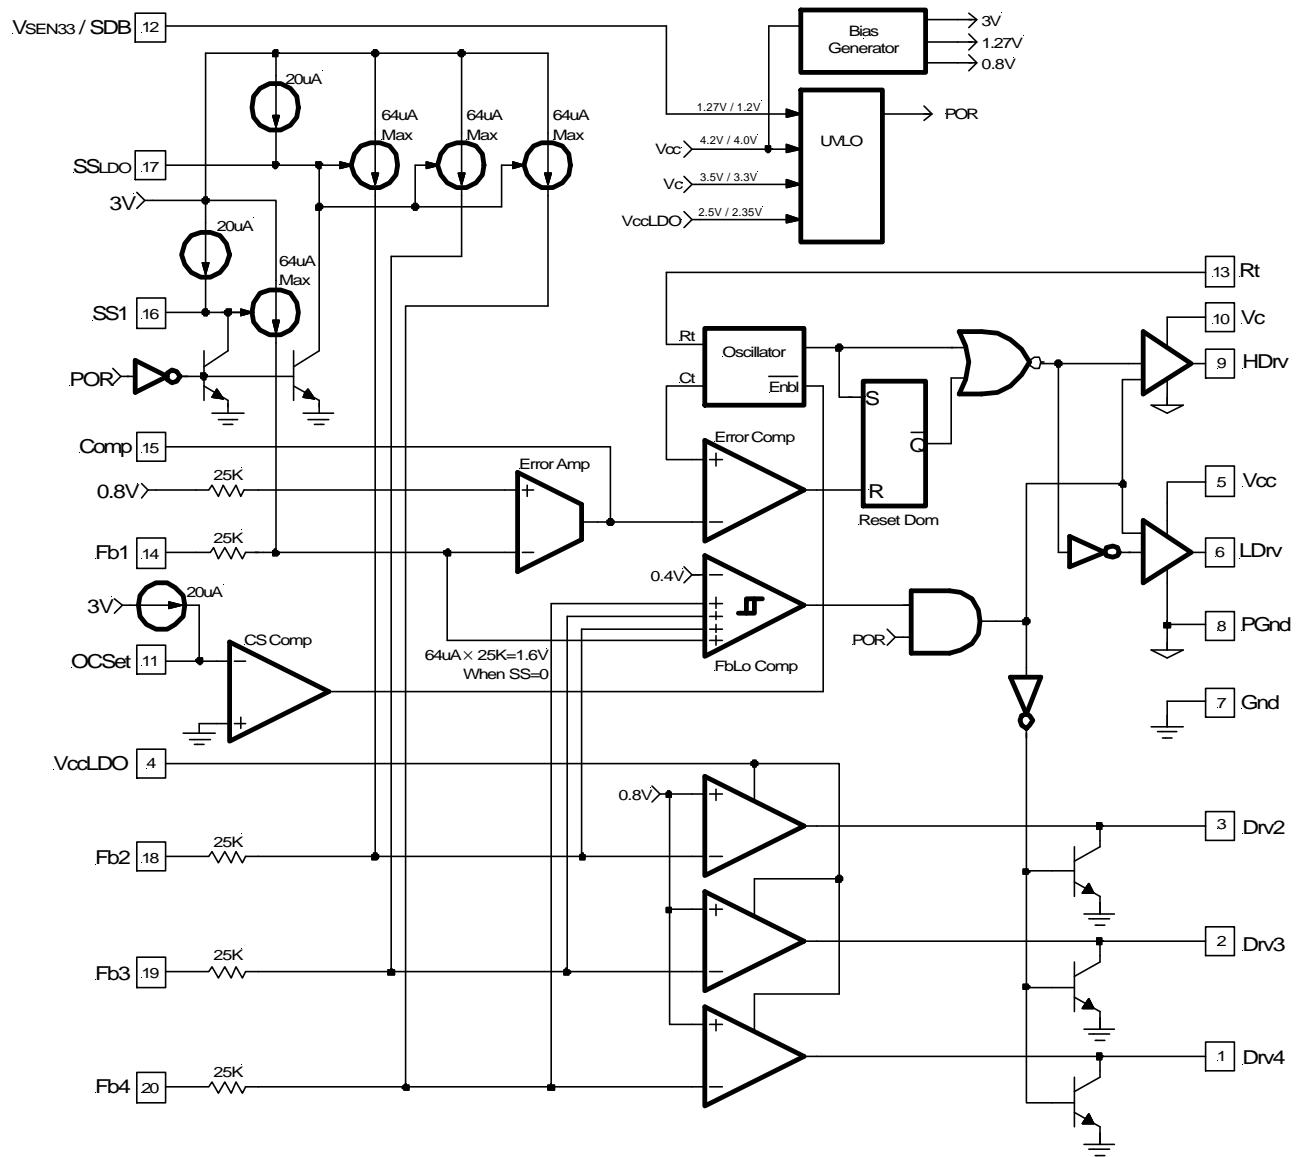 VSEN33 / SDB 12
Bias
Generator
3V
1.27V
0.8V
20uA
64uA
Max
64uA
Max
64uA
Max
1.27V / 1.2V
POR
UVLO
Vcc 4.2V / 4.0V
Vc 3.5V / 3.3V
VccLDO 2.5V / 2.35V
SSLDO 17
3V
20uA
64uA
Max
13 Rt
SS1 16
10 Vc
Rt
Oscillator
Ct
Enbl
9 HDrv
POR
S
Q
R
Reset Dom
Comp 15
Error Comp
+
−
Error Amp
+
−
0.8V 25K
5 Vcc
Fb1 14 25K
6 LDrv
0.4V −
+
+
+
+
FbLo Comp
3V 20uA
POR
8 PGnd
CS Comp
OCSet 11 −
+
64uA × 25K=1.6V
When SS=0
7 Gnd
VccLDO 4
0.8V +
−
3 Drv2
Fb2 18 25K
+
−
2 Drv3
Fb3 19 25K
+
−
1 Drv4
Fb4 20 25K